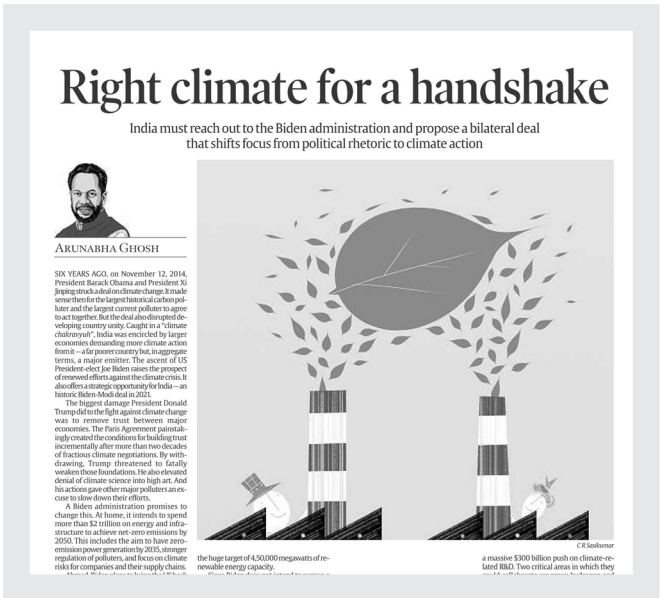 Right climate for a handshake
India must reach out to the Biden administration and propose a bilateral deal
that shifts focus from political rhetoric to climate action
ARUNABHA GHOSH
SIX YEARS AGO, on November 12, 2014,
President Barack Obama and President Xi
Jinping struck a deal on climate change. It made
sense then for the largest historical carbon pol-
luter and the largest current polluter to agree
to act together. But the deal also disrupted de-
veloping country unity. Caught in a "climate
chakravyuh", India was encircled by larger
economies demanding more climate action
from it — a far poorer country but, in aggregate
terms, a major emitter. The ascent of US
President-elect Joe Biden raises the prospect
of renewed efforts against the climate crisis. It
also offers a strategic opportunity for India — an
historic Biden-Modi deal in 2021.
The biggest damage President Donald
Trump did to the fight against climate change
was to remove trust between major
economies. The Paris Agreement painstak-
ingly created the conditions for building trust
incrementally after more than two decades
of fractious climate negotiations. By with-
drawing, Trump threatened to fatally
weaken those foundations. He also elevated
denial of climate science into high art. And
his actions gave other major polluters an ex-
cuse to slow down their efforts.
A Biden administration promises to
change this. At home, it intends to spend
more than $2 trillion on energy and infra-
structure to achieve net-zero emissions by
2050. This includes the aim to have zero-
emission power generation by 2035, stronger
regulation of polluters, and focus on climate
risks for companies and their supply chains.
C R Sasikumar
the huge target of 4,50,000 megawatts of re-
newable energy capacity.
a massive $300 billion push on climate-re-
lated R&D. Two critical areas in which they